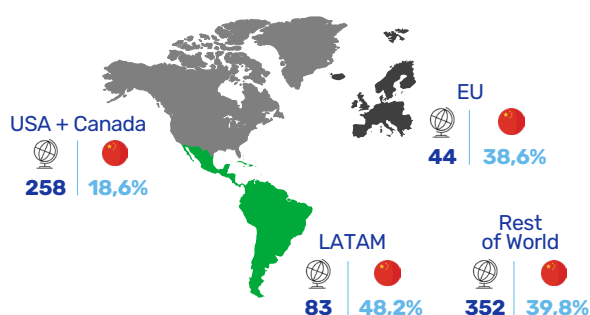 USA + Canada
258 18,6%
EU
44 38,6%
LATAM
83 48,2%
Rest
of World
352 39,8%